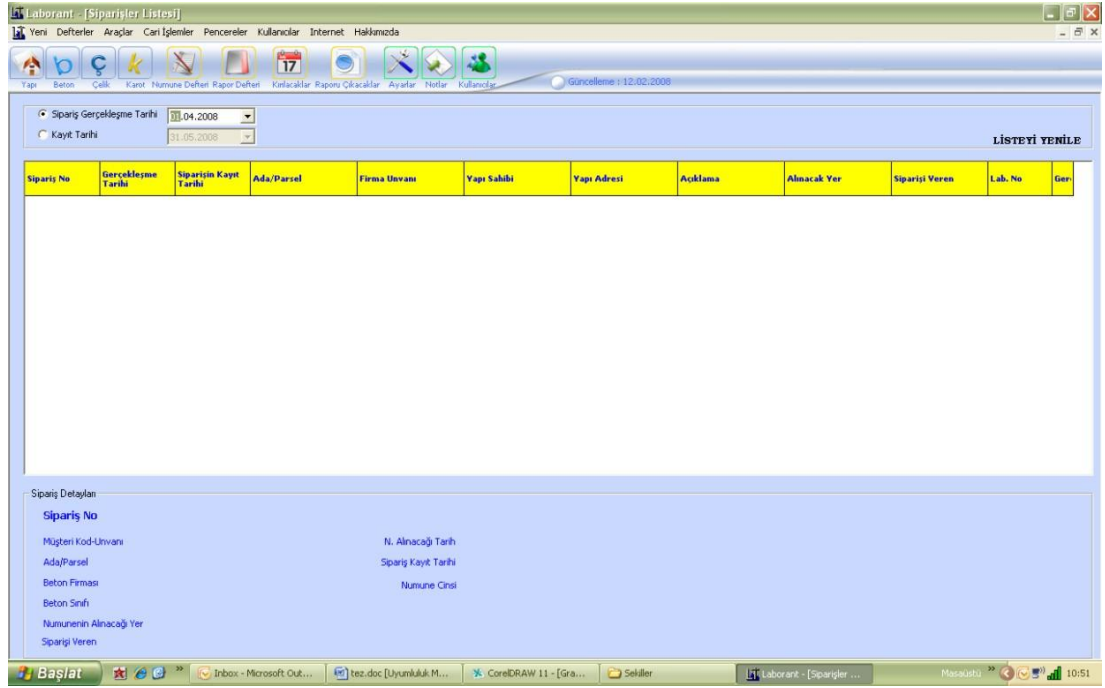 Laborant - [Siparişler Listesi]
Yeni Defterler Araçlar Cari İşlemler Pencereler Kullanıcılar Internet Hakkımızda
17
Yapı Beton Çelik Karot Numune Defteri Rapor Defteri Kırılacaklar Raporu Çıkacaklar Ayarlar Notlar Kullanıcılar Güncelleme : 12.02.2008
Sipariş Gerçekleşme Tarihi .04.2008
Kayıt Tarihi 31.05.2008
LİSTEYİ YENİLE
Sipariş No Gerçekleşme Tarihi Siparişin Kayıt Tarihi Ada/Parsel Firma Unvanı Yapı Sahibi Yapı Adresi Açıklama Alınacak Yer Siparişi Veren Lab. No Ger
Sipariş Detayları
Sipariş No
Müşteri Kod-Unvanı N. Alınacağı Tarih
Ada/Parsel Sipariş Kayıt Tarihi
Beton Firması Numune Cinsi
Beton Sınıfı
Numunenin Alınacağı Yer
Siparişi Veren
Başlat Inbox - Microsoft Out... tez.doc [Uyumluluk M... CorelDRAW 11 - [Gra... Sekiller Laborant - [Siparişler ... Masaüstü 10:51